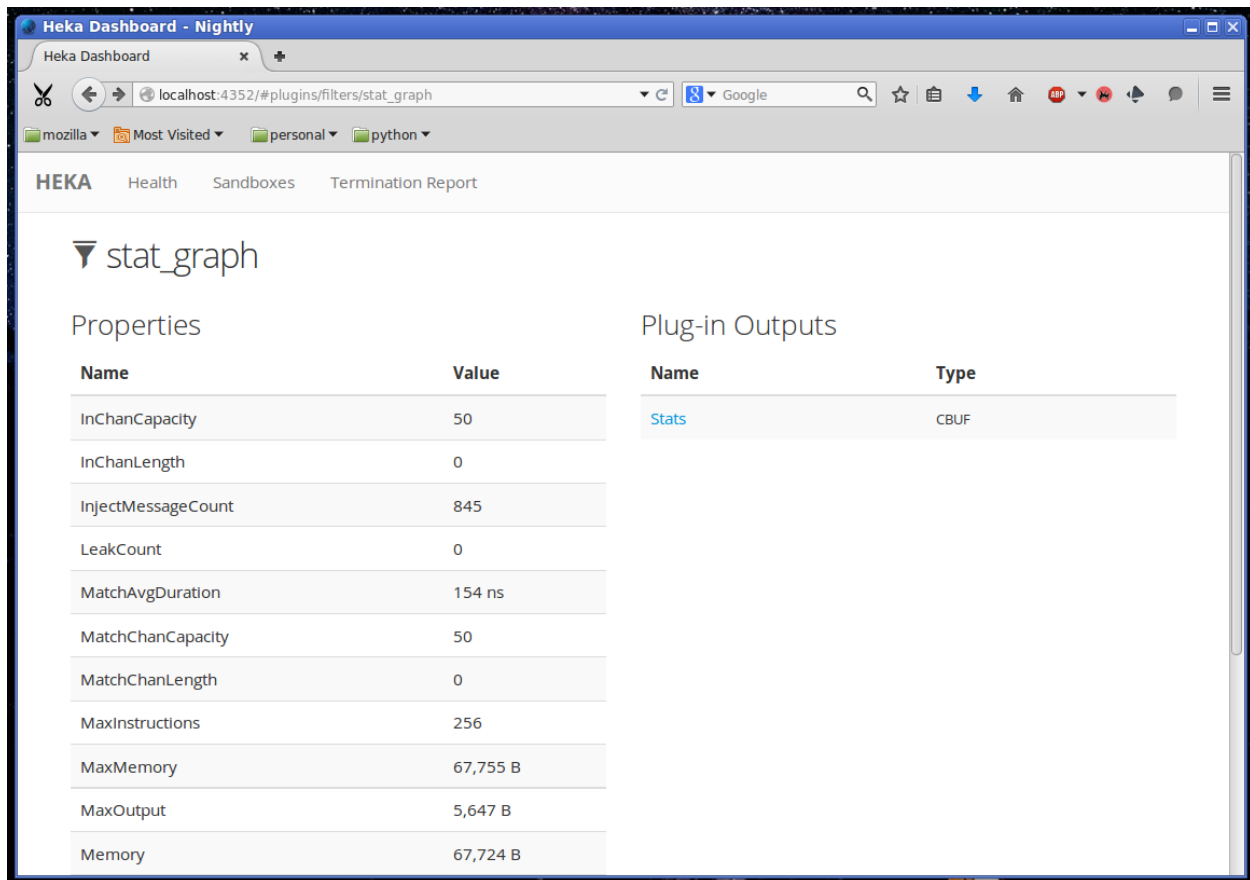 Heka Dashboard - Nightly
Heka Dashboard
localhost:4352/#plugins/filters/stat_graph
8 Google
ABP
mozilla Most Visited personal python
HEKA Health Sandboxes Termination Report
stat_graph
Properties
Name Value
InChanCapacity 50
InChanLength 0
InjectMessageCount 845
LeakCount 0
MatchAvgDuration 154 ns
MatchChanCapacity 50
MatchChanLength 0
MaxInstructions 256
MaxMemory 67,755 B
MaxOutput 5,647 B
Memory 67,724 B
Plug-in Outputs
Name Type
Stats CBUF